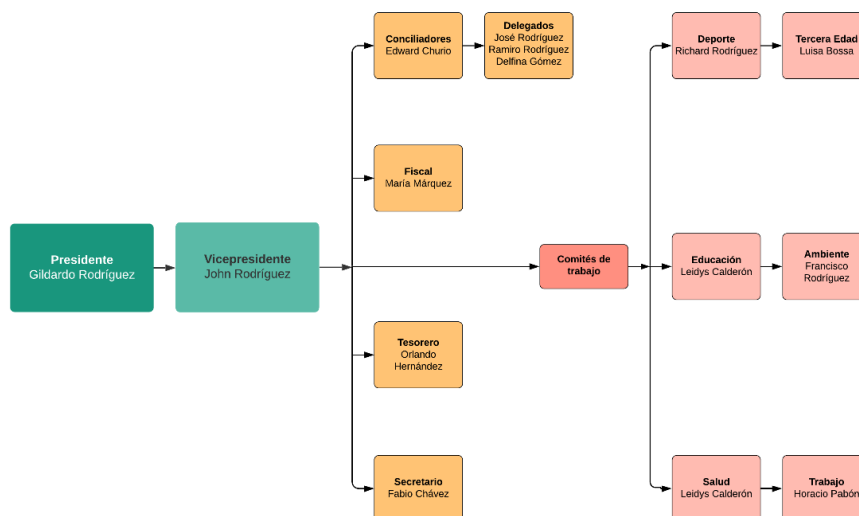 Conciliadores
Edward Churio
Delegados
José Rodríguez
Ramiro Rodríguez
Delfina Gómez
Deporte
Richard Rodríguez
Tercera Edad
Luisa Bossa
Fiscal
María Márquez
Presidente
Gildardo Rodríguez
Vicepresidente
John Rodríguez
Comités de
trabajo
Educación
Leidys Calderón
Ambiente
Francisco
Rodríguez
Tesorero
Orlando
Hernández
Secretario
Fabio Chávez
Salud
Leidys Calderón
Trabajo
Horacio Pabón